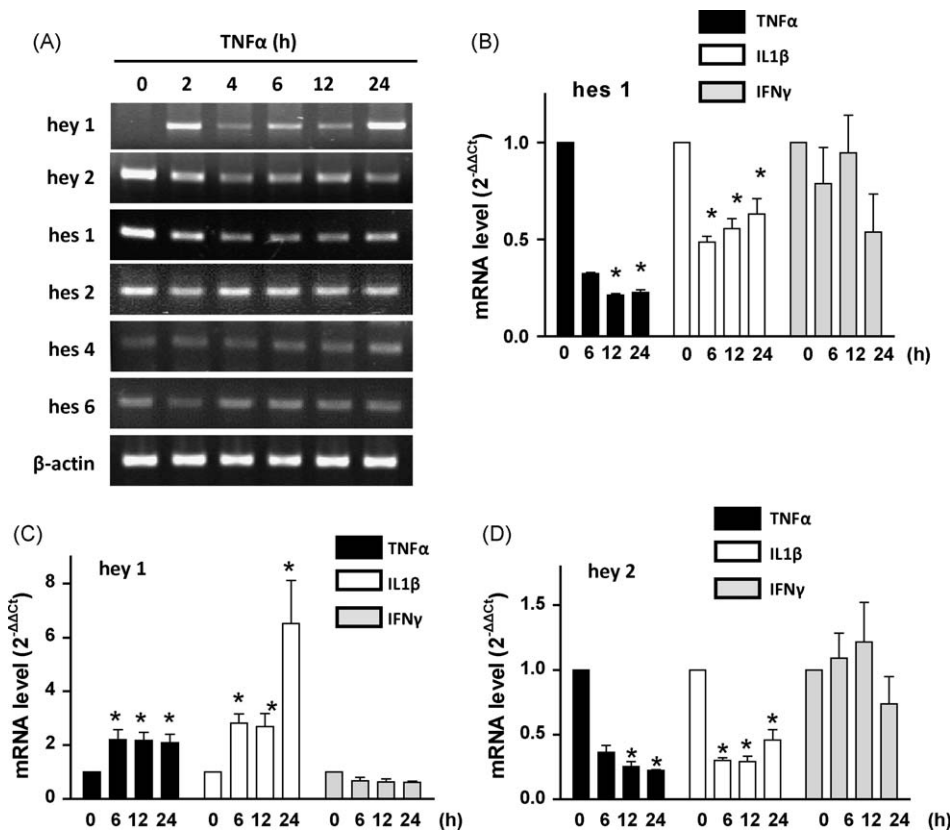 (A)
TNFα (h)
0 2 4 6 12 24
hey 1
hey 2
hes 1
hes 2
hes 4
hes 6
β-actin
(B)
TNFα
IL1β
IFNγ
hes 1
mRNA level (2^-ΔΔCt)
1.0
0.5
0.0
* * * * *
0 6 12 24 0 6 12 24 0 6 12 24 (h)
(C)
TNFα
IL1β
IFNγ
hey 1
mRNA level (2^-ΔΔCt)
8
6
4
2
0
* * * * * *
0 6 12 24 0 6 12 24 0 6 12 24 (h)
(D)
TNFα
IL1β
IFNγ
hey 2
mRNA level (2^-ΔΔCt)
1.5
1.0
0.5
0.0
* * * * *
0 6 12 24 0 6 12 24 0 6 12 24 (h)